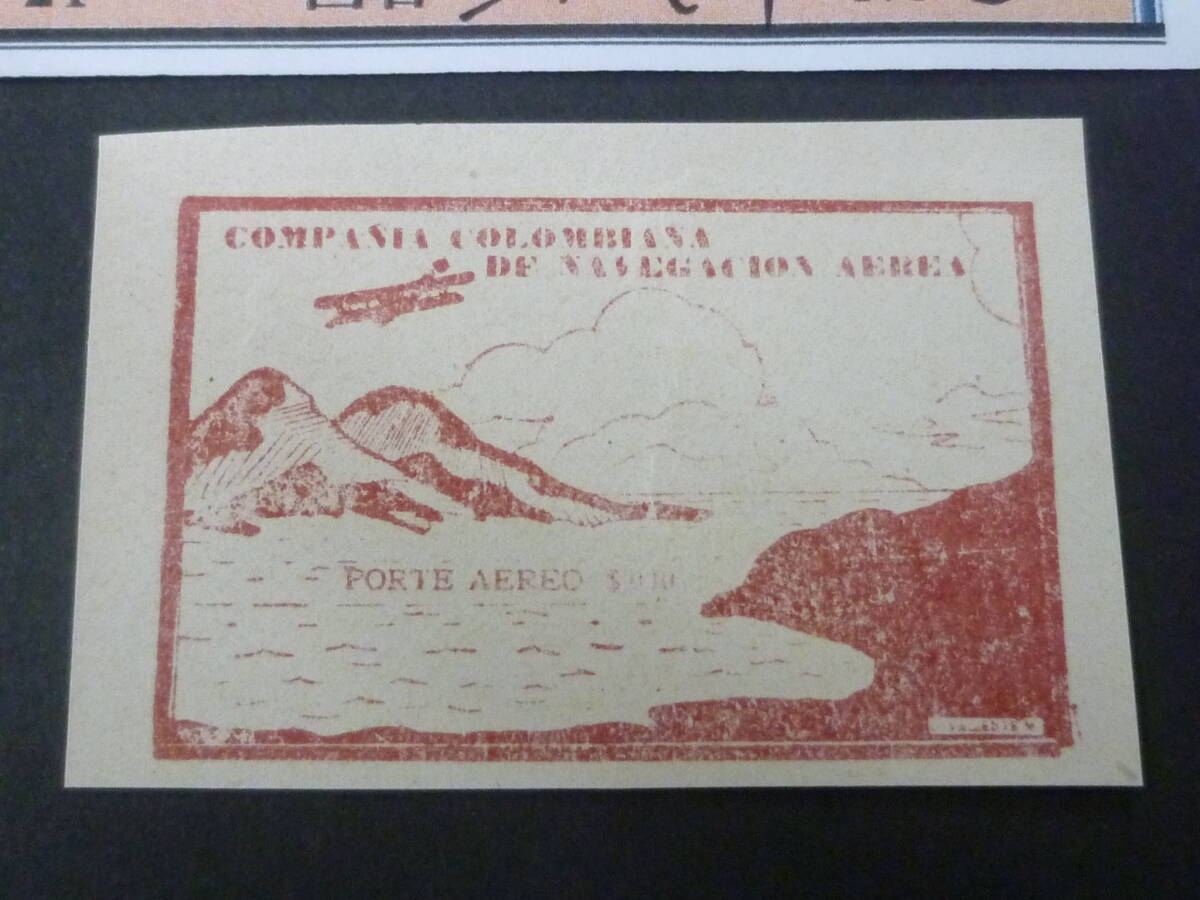 COMPAÑIA COLOMBIANA
DE NAVEGACION AEREA
PORTE AEREO